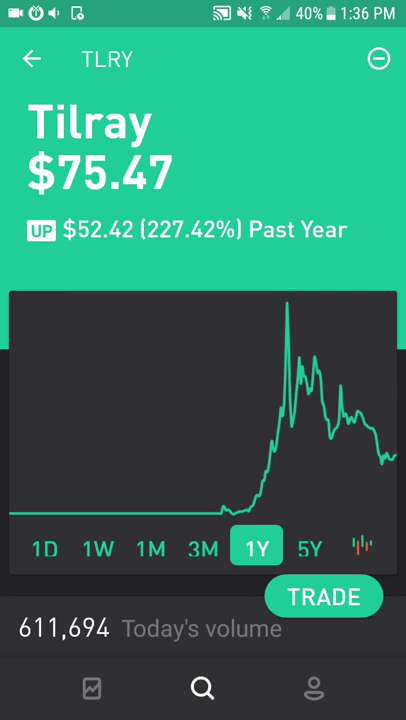 40% 1:36 PM
TLRY
Tilray
$75.47
UP $52.42 (227.42%) Past Year
1D 1W 1M 3M 1Y 5Y
TRADE
611,694 Today's volume